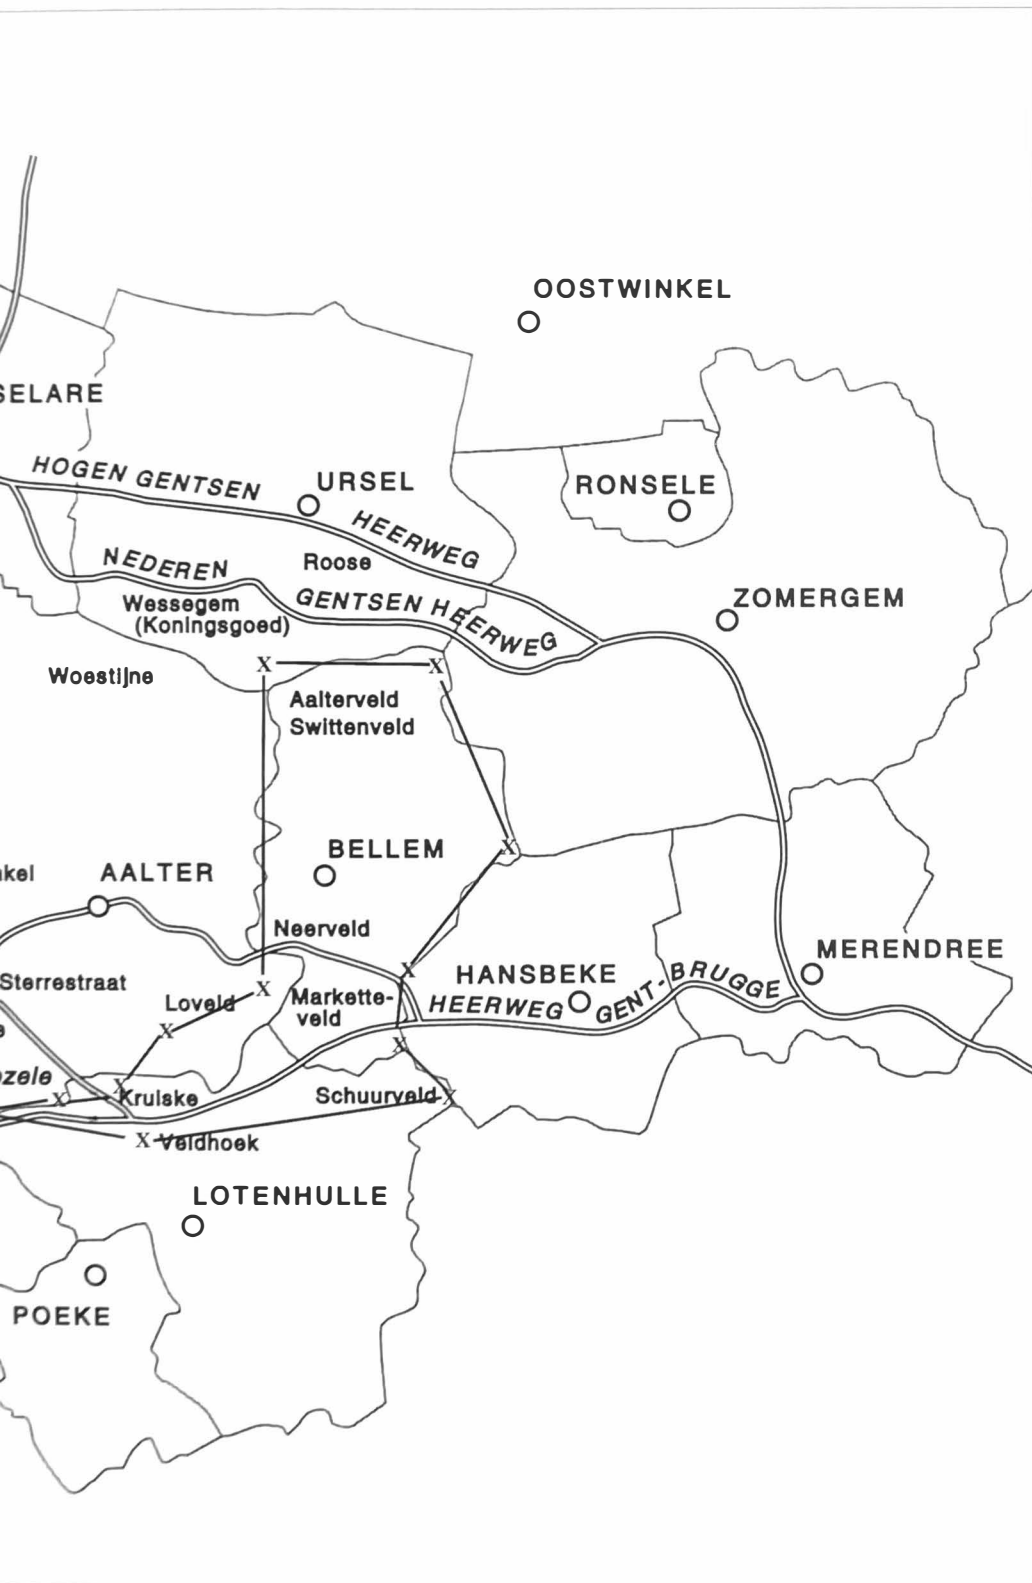 OOSTWINKEL
SELARE
HOGEN GENTSEN HEERWEG
URSEL
RONSELE
NEDEREN GENTSEN HEERWEG
Roose
Wessegem
(Koningsgoed)
ZOMERGEM
Woestijne
X X
Aalterveld
Swittenveld
BELLEM
X
kel
AALTER
Neerveld
MERENDREE
X
HANSBEKE
Sterrestraat
X
Loveld
Markette-
veld
HEERWEG GENT-BRUGGE
X
X
zele
X
X
Kruiske
Schuurveld
X
X
Veldhoek
LOTENHULLE
POEKE